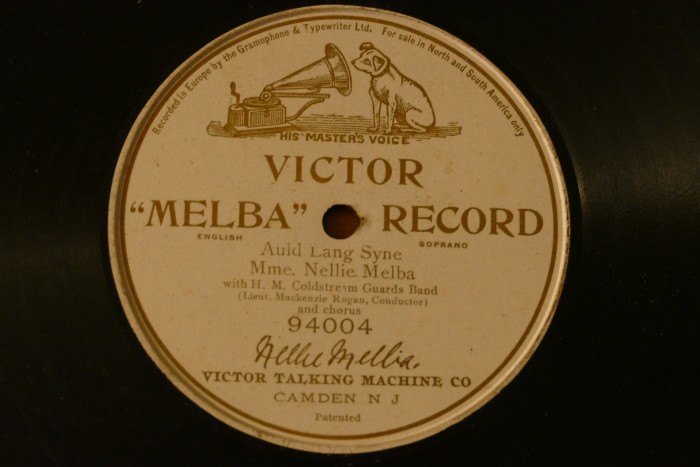 Recorded in Europe by the Gramophone & Typewriter Ltd. For sale in North and South America only
HIS MASTER'S VOICE
VICTOR
"MELBA" RECORD
ENGLISH SOPRANO
Auld Lang Syne
Mme. Nellie Melba
with H. M. Coldstream Guards Band
(Lieut. Mackenzie Rogan, Conductor)
and chorus
94004
Nellie Melba.
VICTOR TALKING MACHINE CO
CAMDEN N J
Patented